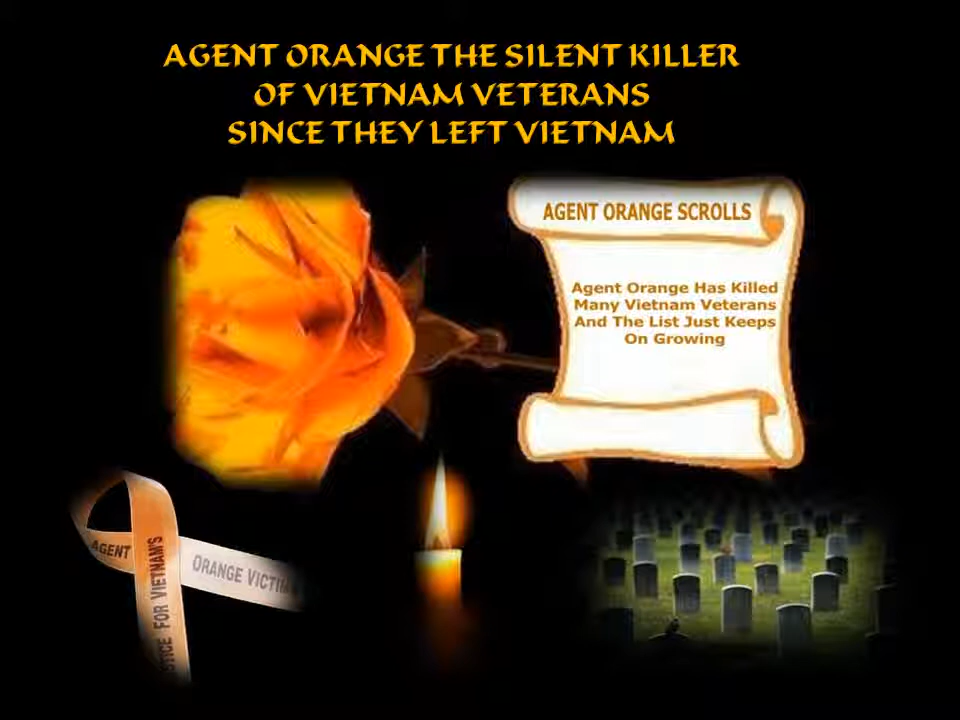 AGENT ORANGE THE SILENT KILLER
OF VIETNAM VETERANS
SINCE THEY LEFT VIETNAM
AGENT ORANGE SCROLLS
Agent Orange Has Killed
Many Vietnam Veterans
And The List Just Keeps
On Growing
AGENT ORANGE
FOR VIETNAM'S